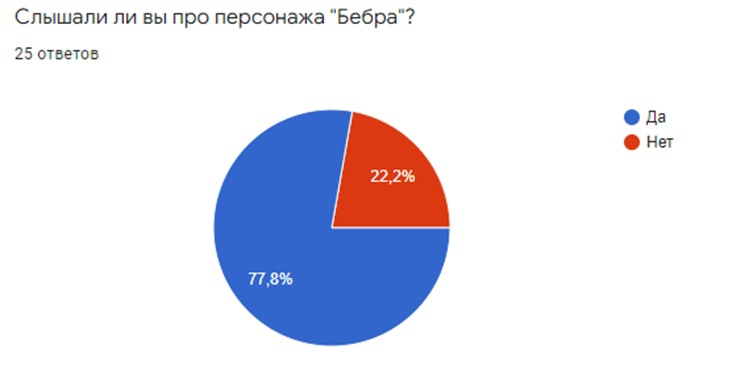 Слышали ли вы про персонажа "Бебра"?
25 ответов
Да
Нет
22,2%
77,8%